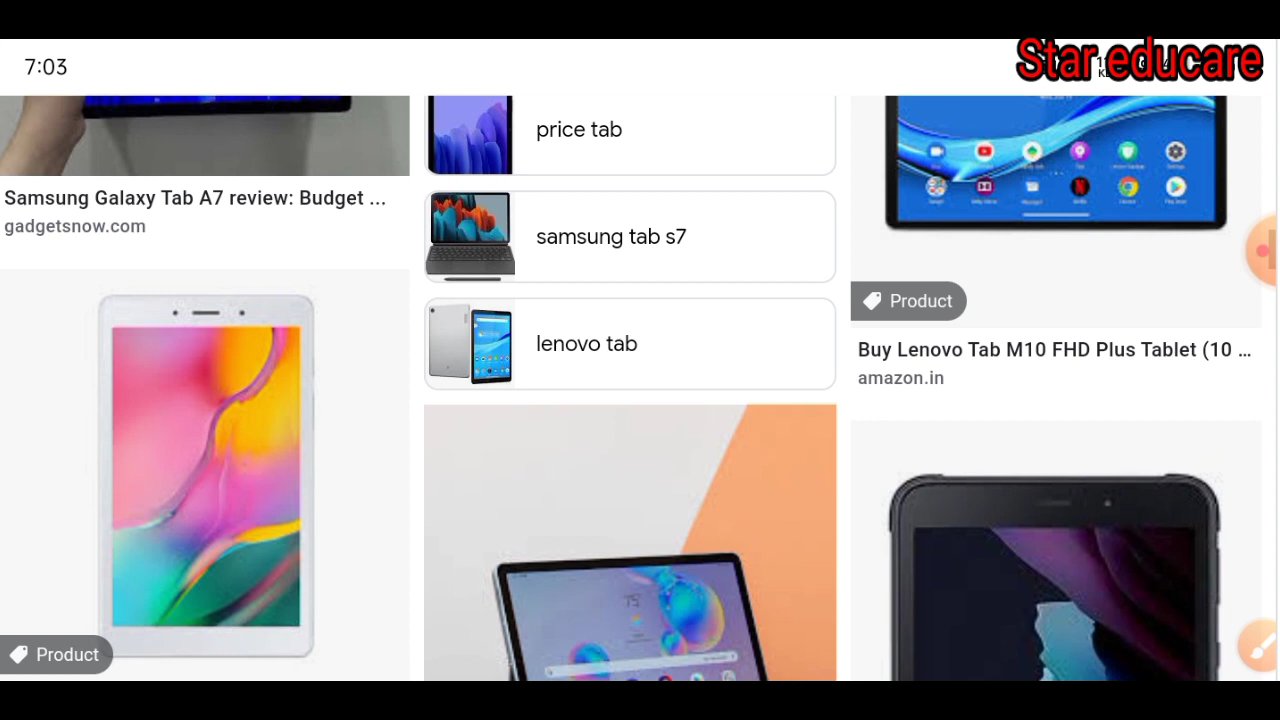 7:03
Star educare
Samsung Galaxy Tab A7 review: Budget ...
gadgetsnow.com
Product
price tab
samsung tab s7
lenovo tab
Product
Buy Lenovo Tab M10 FHD Plus Tablet (10 ...
amazon.in